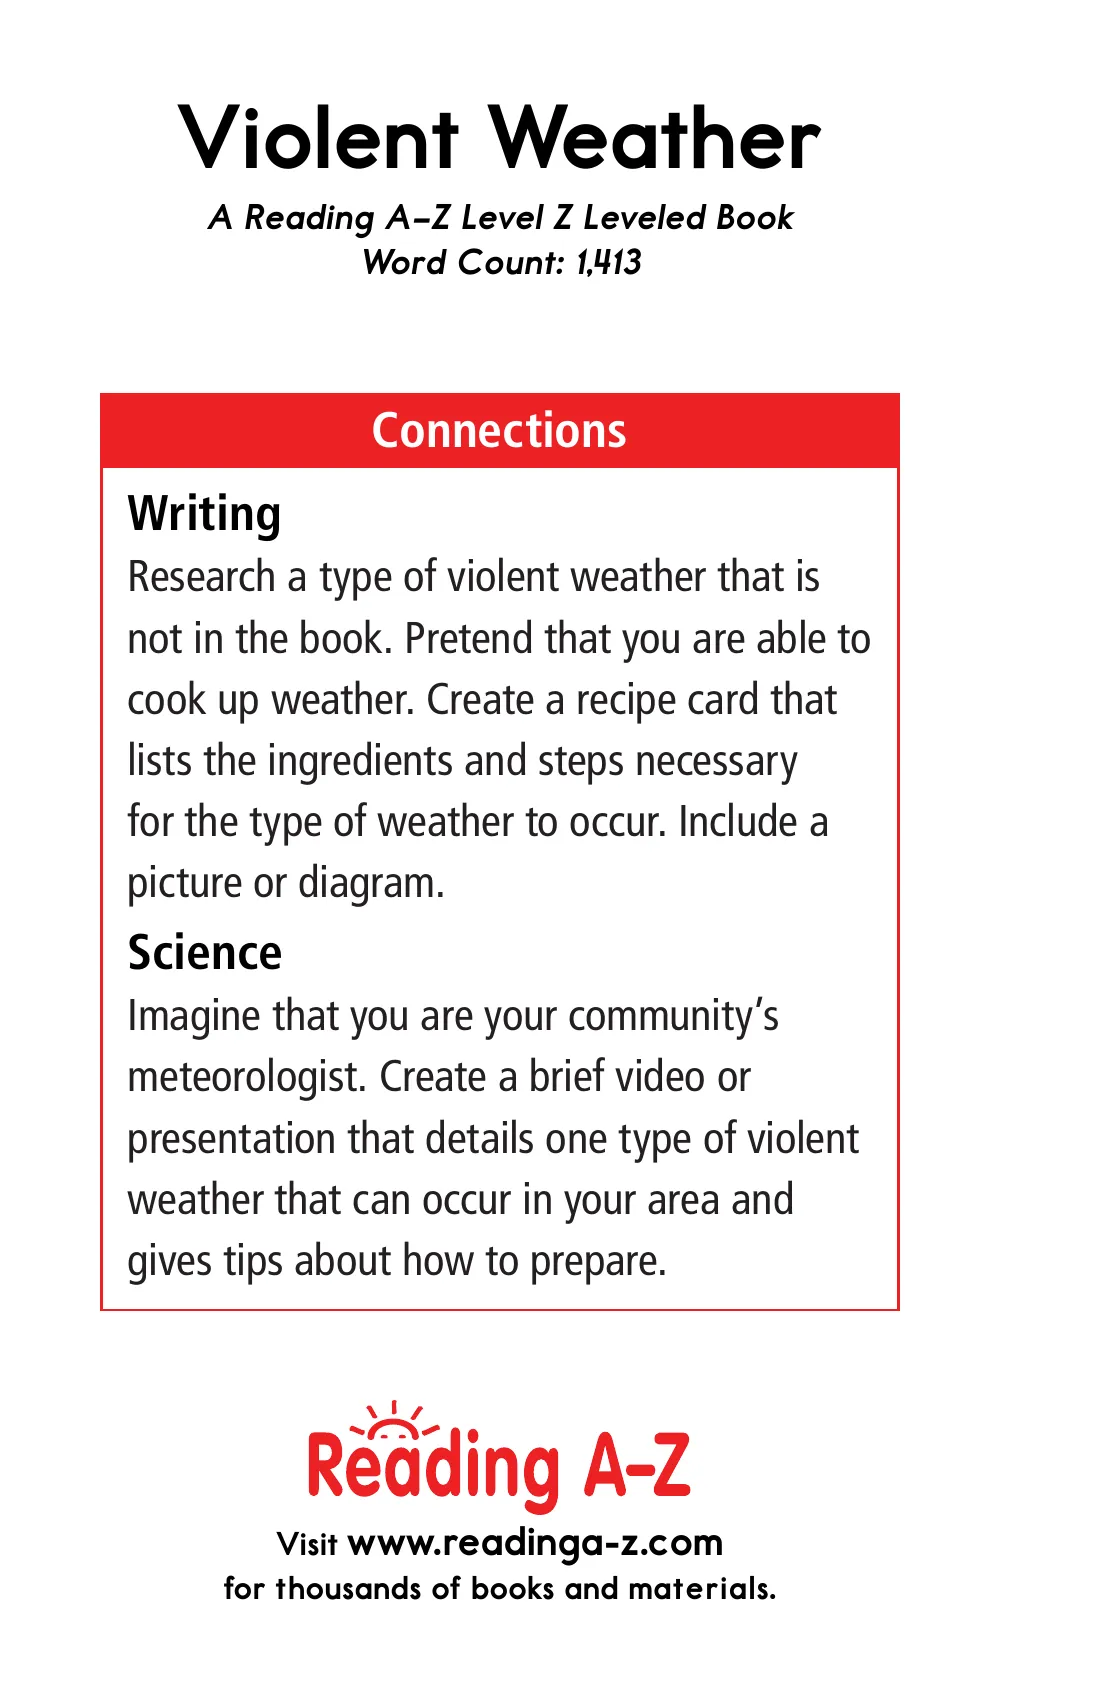 Violent Weather
A Reading A–Z Level Z Leveled Book
Word Count: 1,413
Connections
Writing
Research a type of violent weather that is
not in the book. Pretend that you are able to
cook up weather. Create a recipe card that
lists the ingredients and steps necessary
for the type of weather to occur. Include a
picture or diagram.
Science
Imagine that you are your community’s
meteorologist. Create a brief video or
presentation that details one type of violent
weather that can occur in your area and
gives tips about how to prepare.
Reading A–Z
Visit www.readinga-z.com
for thousands of books and materials.